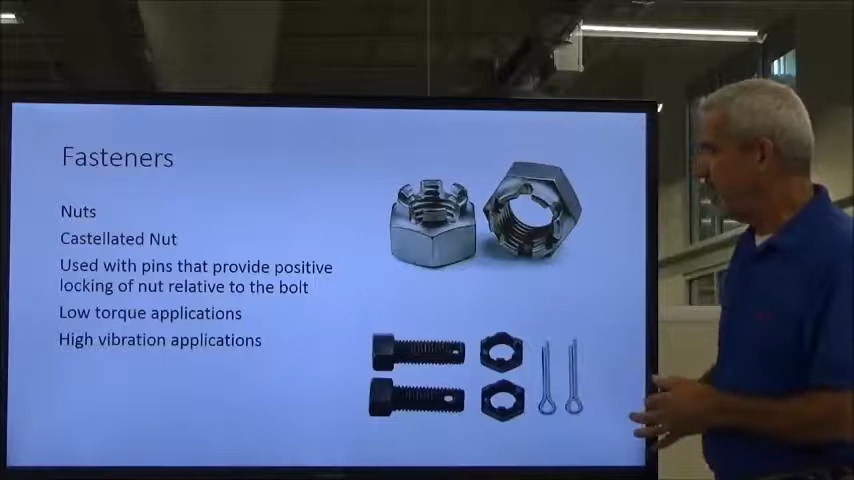 Fasteners
Nuts
Castellated Nut
Used with pins that provide positive
locking of nut relative to the bolt
Low torque applications
High vibration applications